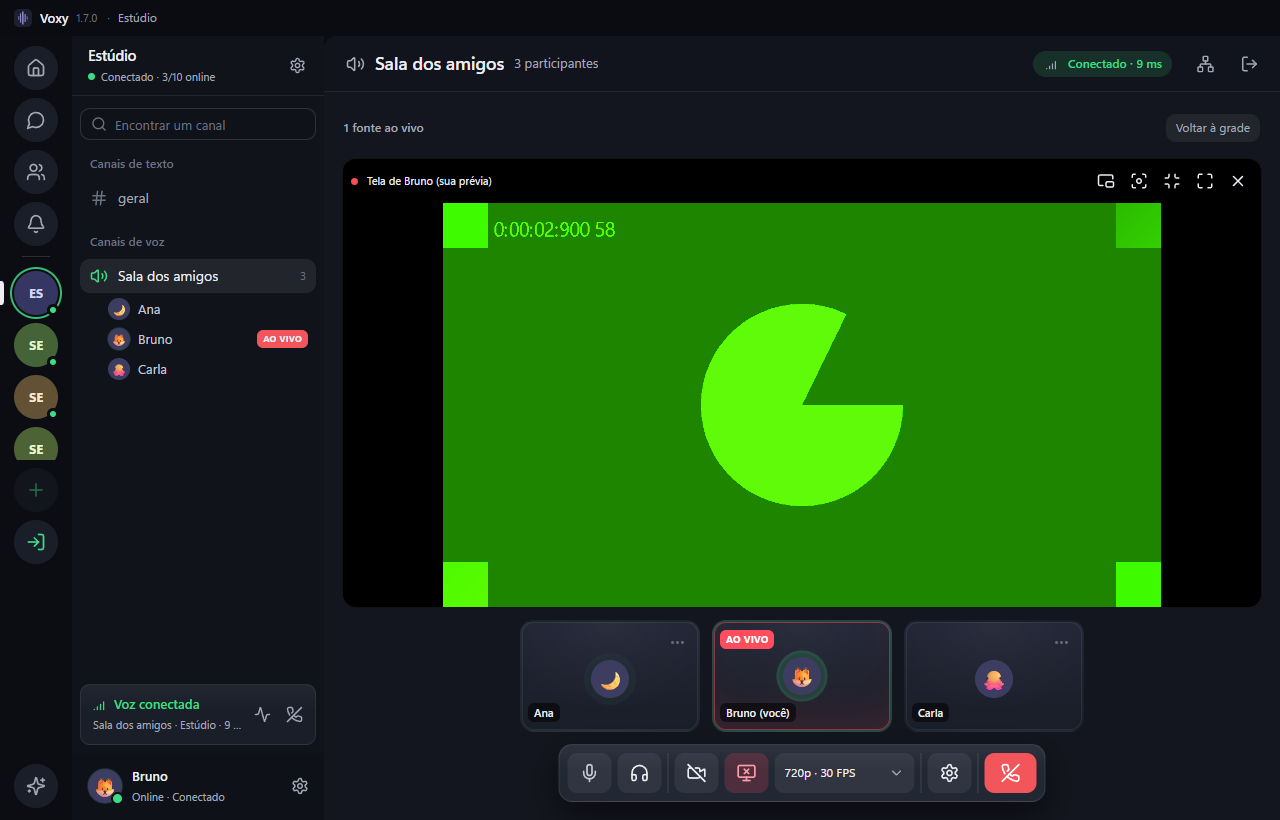 Voxy 1.7.0 · Estúdio
Estúdio
Conectado · 3/10 online
Encontrar um canal
Canais de texto
# geral
Canais de voz
Sala dos amigos 3
Ana
Bruno AO VIVO
Carla
ES
SE
SE
SE
Voz conectada
Sala dos amigos · Estúdio · 9 ...
Bruno
Online · Conectado
Sala dos amigos 3 participantes
Conectado · 9 ms
1 fonte ao vivo
Voltar à grade
Tela de Bruno (sua prévia)
0:00:02:900 58
Ana
AO VIVO
Bruno (você)
Carla
720p · 30 FPS